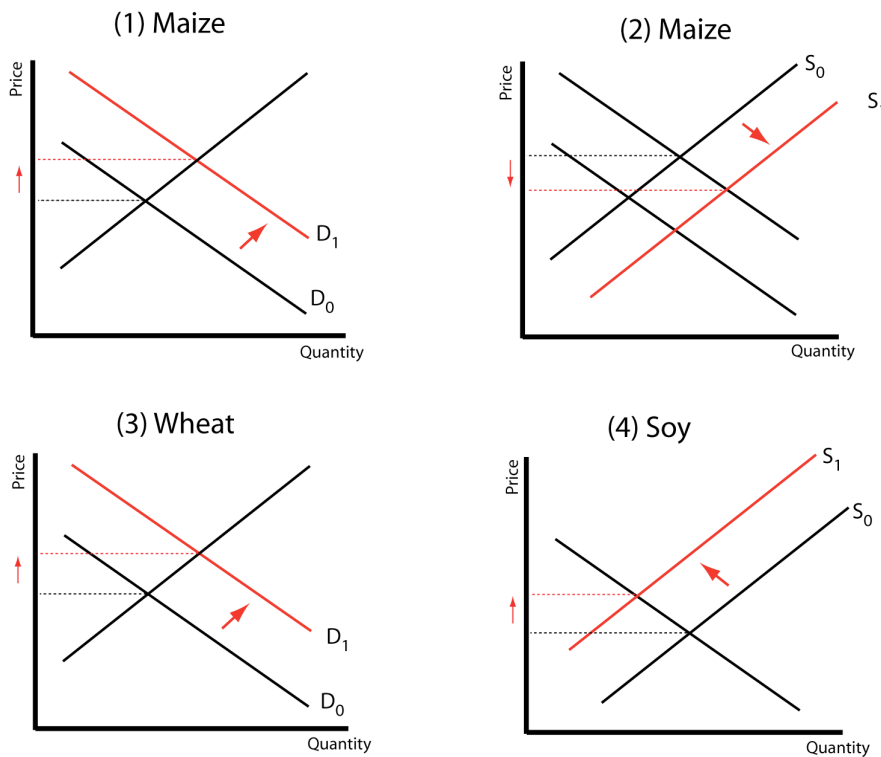 (1) Maize
Price
D₁
D₀
Quantity
(2) Maize
Price
S₀
S
Quantity
(3) Wheat
Price
D₁
D₀
Quantity
(4) Soy
Price
S₁
S₀
Quantity